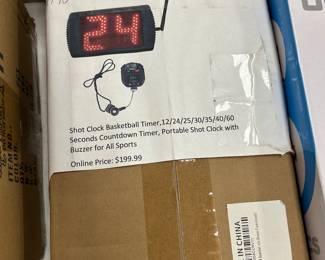 24
Shot Clock Basketball Timer,12/24/25/30/35/40/60
Seconds Countdown Timer, Portable Shot Clock with
Buzzer for All Sports
Online Price: $199.99
IN CHINA